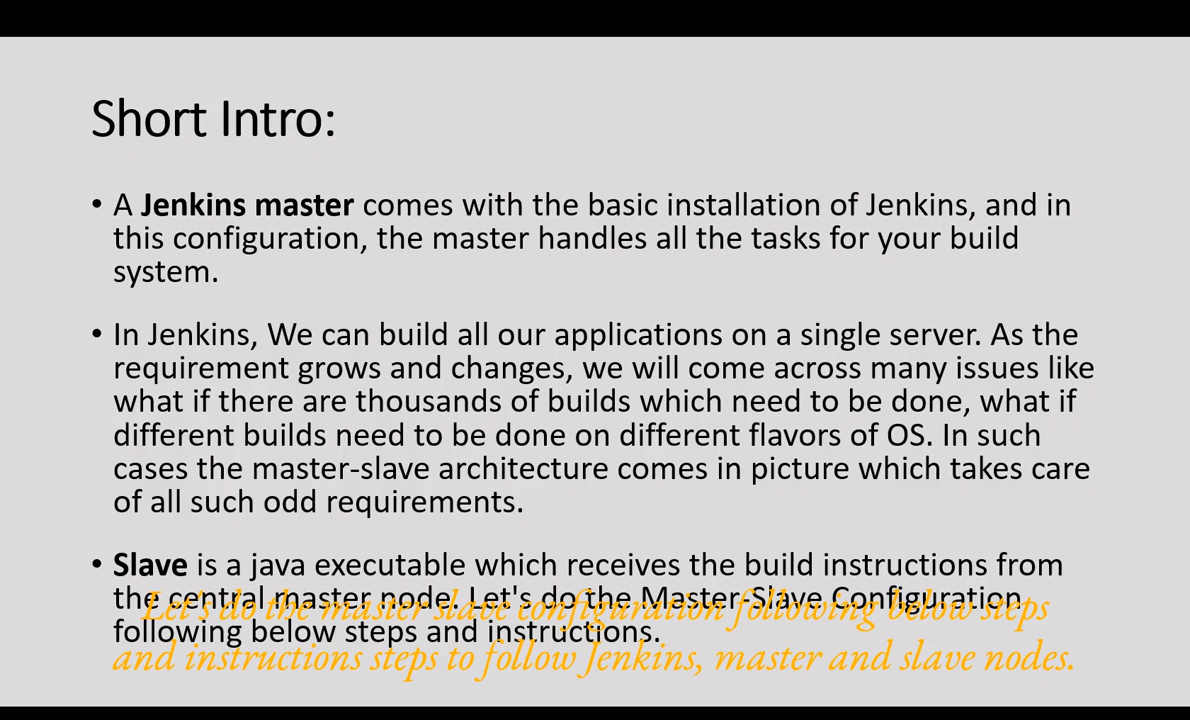 Short Intro:
• A Jenkins master comes with the basic installation of Jenkins, and in
this configuration, the master handles all the tasks for your build
system.
• In Jenkins, We can build all our applications on a single server. As the
requirement grows and changes, we will come across many issues like
what if there are thousands of builds which need to be done, what if
different builds need to be done on different flavors of OS. In such
cases the master-slave architecture comes in picture which takes care
of all such odd requirements.
• Slave is a java executable which receives the build instructions from
the central master node. Let's do the Master-Slave Configuration
following below steps and instructions.
Let's do the master slave configuration following below steps
and instructions steps to follow Jenkins, master and slave nodes.